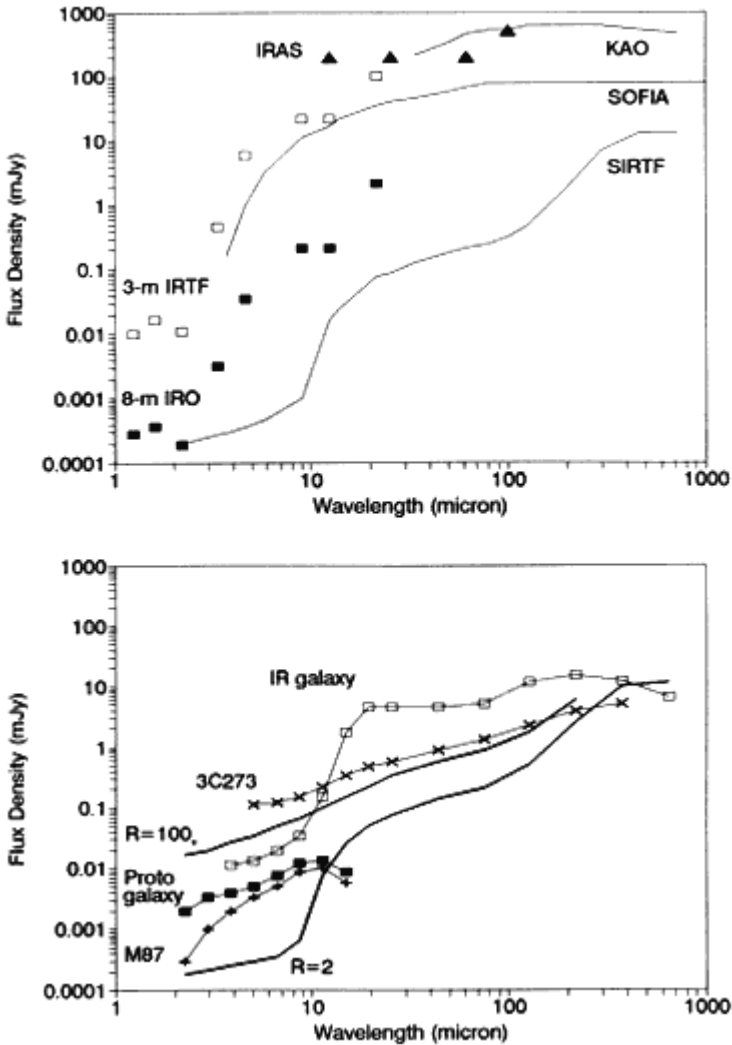 1000
100
10
1
0.1
0.01
0.001
0.0001
Flux Density (mJy)
IRAS
KAO
SOFIA
SIRTF
3-m IRTF
8-m IRO
1
10
100
1000
Wavelength (micron)
1000
100
10
1
0.1
0.01
0.001
0.0001
Flux Density (mJy)
IR galaxy
3C273
R=100
Proto
galaxy
M87
R=2
1
10
100
1000
Wavelength (micron)